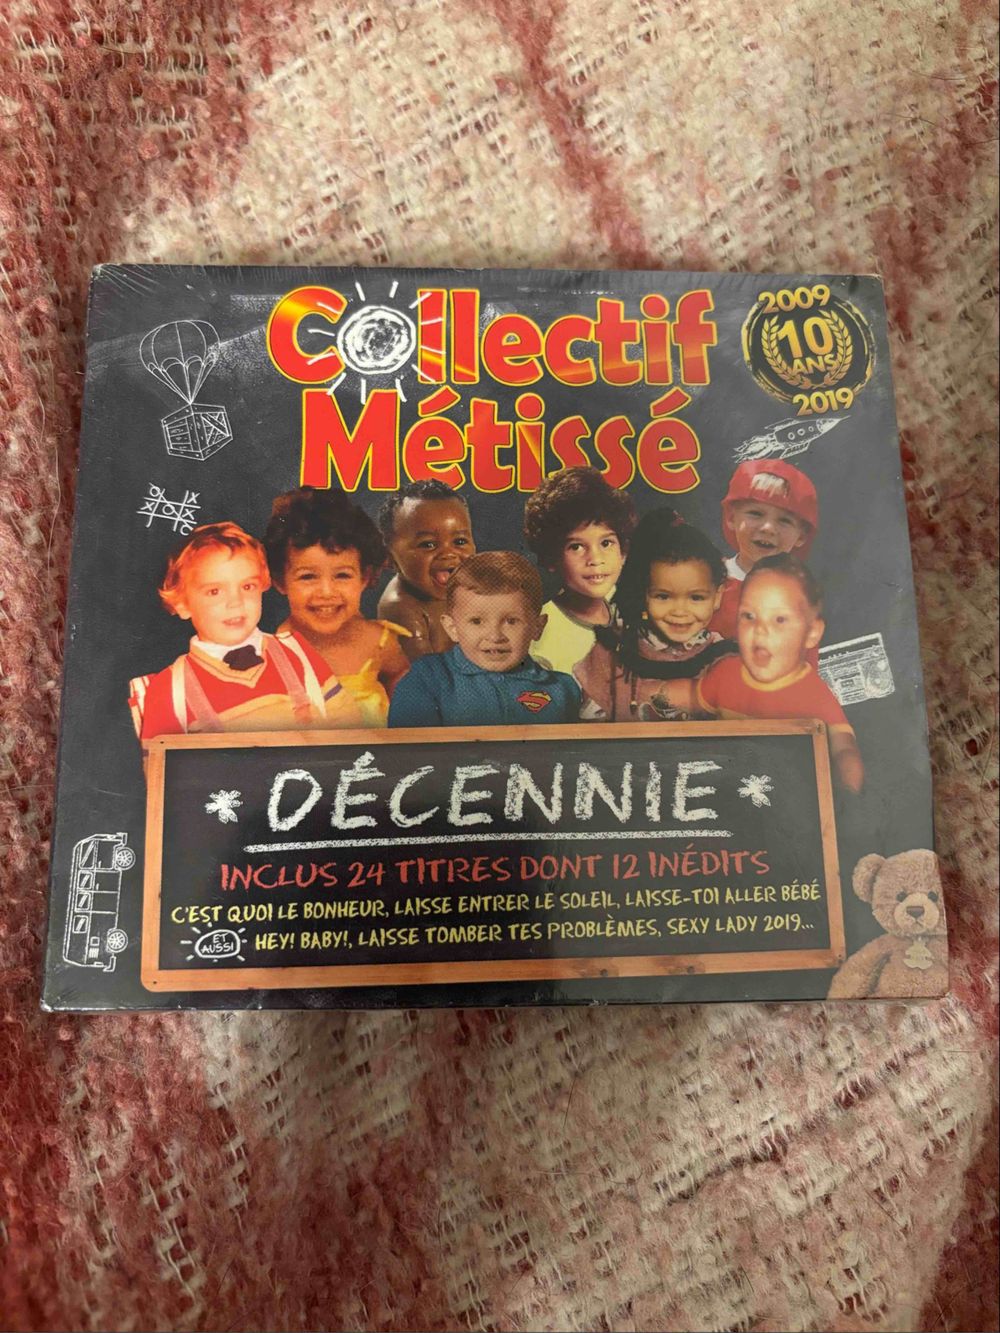 Collectif
Métissé
2009
10
ANS
2019
DÉCENNIE
INCLUS 24 TITRES DONT 12 INÉDITS
C'EST QUOI LE BONHEUR, LAISSE ENTRER LE SOLEIL, LAISSE-TOI ALLER BÉBÉ
ET
AUSSI
HEY! BABY!, LAISSE TOMBER TES PROBLÈMES, SEXY LADY 2019...